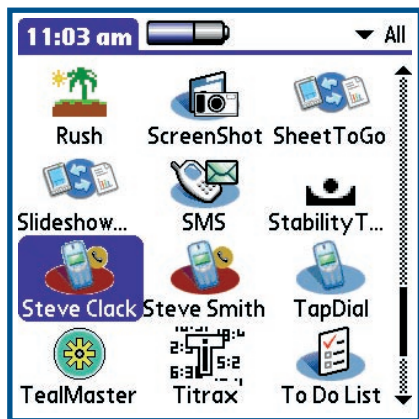 11:03 am All
Rush ScreenShot SheetToGo
Slideshow... SMS StabilityT...
Steve Clack Steve Smith TapDial
TealMaster Titrax To Do List